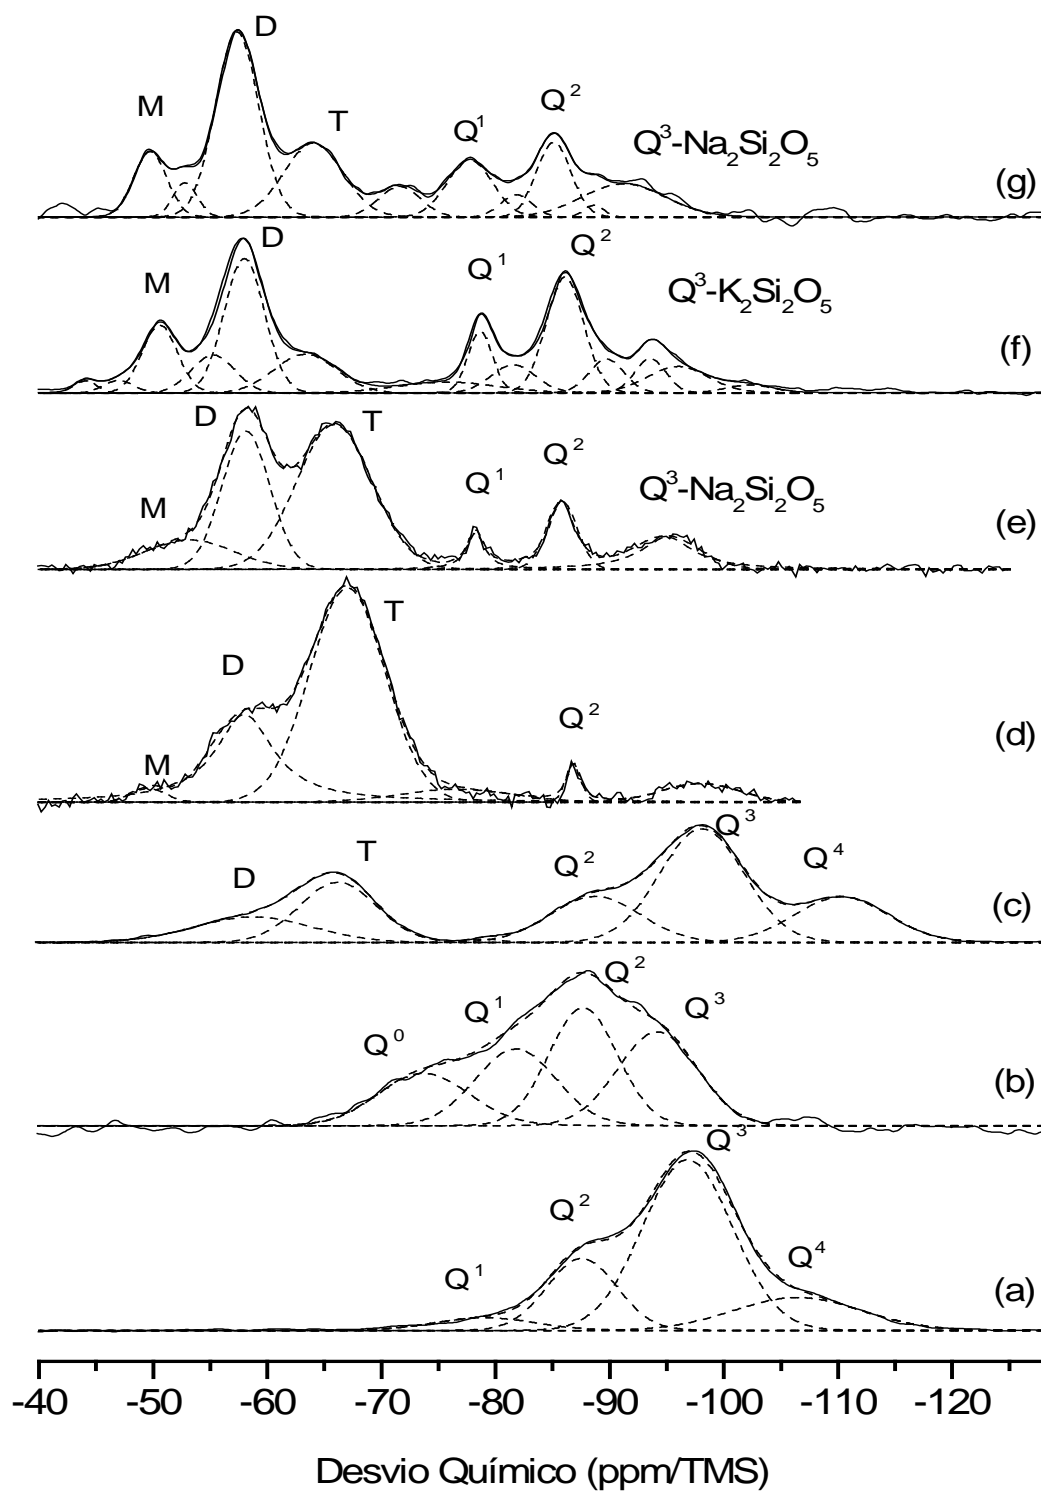 D
M
T
Q1
Q2
Q3-Na2Si2O5
(g)
D
M
Q1
Q2
Q3-K2Si2O5
(f)
D
T
M
Q1
Q2
Q3-Na2Si2O5
(e)
T
D
M
Q2
(d)
D
T
Q2
Q3
Q4
(c)
Q0
Q1
Q2
Q3
(b)
Q1
Q2
Q3
Q4
(a)
-40 -50 -60 -70 -80 -90 -100 -110 -120
Desvio Químico (ppm/TMS)